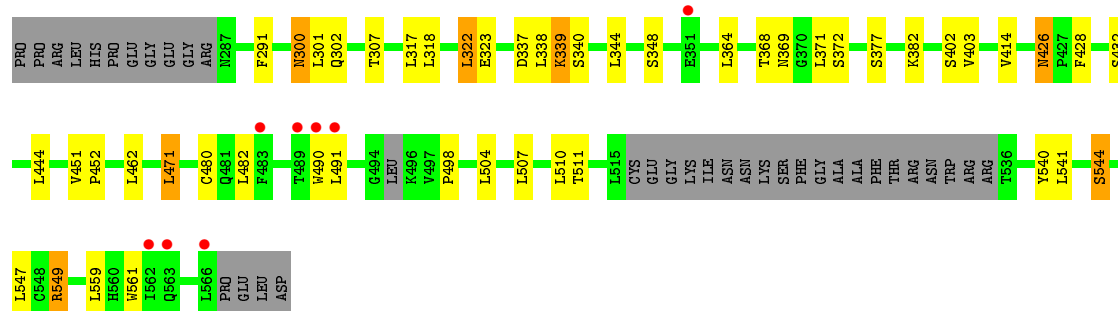 PRO PRO ARG LEU HIS PRO GLU GLY GLU GLY ARG N287 F291 N300 L301 Q302 T307 L317 L318 L322 E323 D337 L338 K339 S340 L344 S348 E351 L364 T368 N369 G370 L371 S372 S377 K382 S402 V403 V414 N426 P427 F428
L444 V451 P452 L462 L471 C480 Q481 L482 F483 T489 W490 L491 G494 LEU K496 V497 P498 L504 L507 L510 T511 L515 CYS GLU GLY LYS ILE ASN ASN LYS SER PHE GLY ALA ALA PHE THR ARG ASN TRP ARG ARG T536 Y540 L541 S544
L547 C548 R549 L559 H560 W561 I562 Q563 L566 PRO GLU LEU ASP